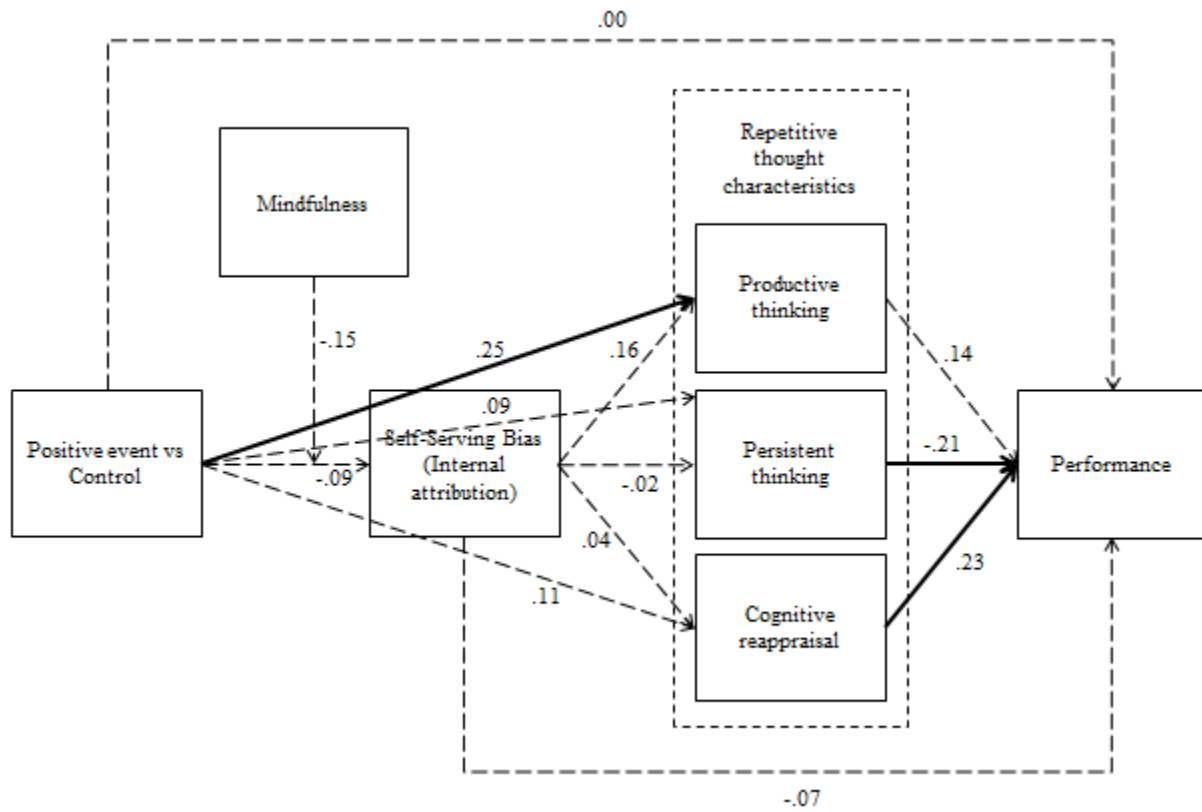 .00
Repetitive
thought
characteristics
Mindfulness
Productive
thinking
-.15
.25
.16
.14
.09
Positive event vs
Control
-.09
Self-Serving Bias
(Internal
attribution)
-.02
Persistent
thinking
-.21
Performance
.04
.23
.11
Cognitive
reappraisal
-.07